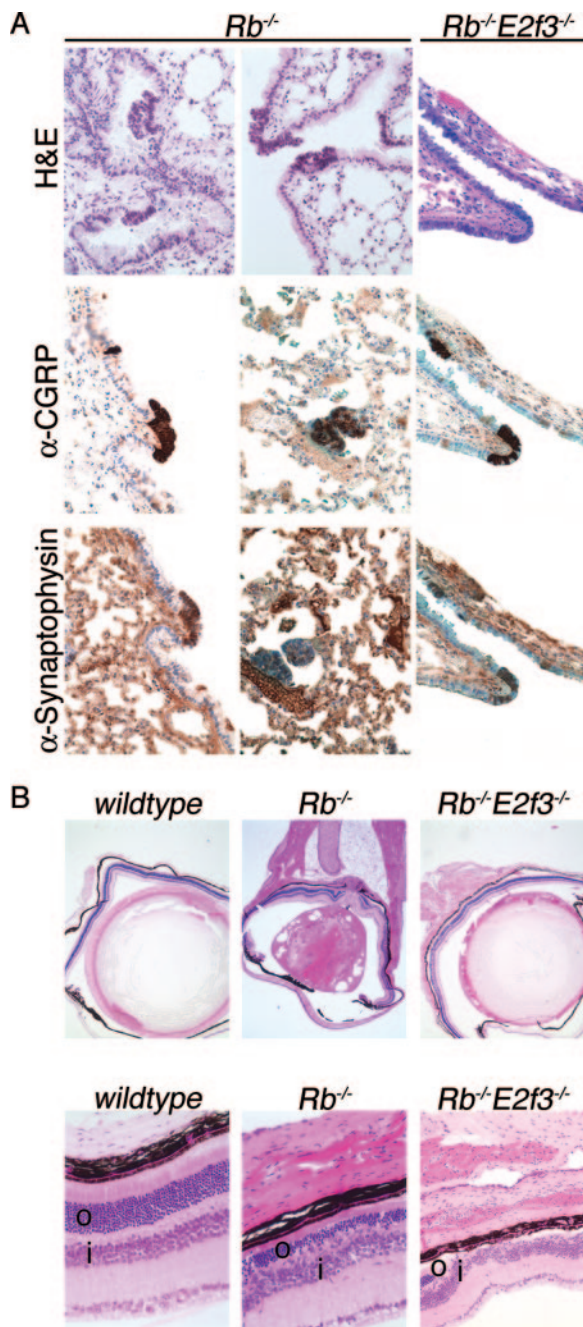 A
Rb-/- Rb-/-E2f3-/-
H&E
α-CGRP
α-Synaptophysin
B
wildtype Rb-/- Rb-/-E2f3-/-
wildtype Rb-/- Rb-/-E2f3-/-
o o o i
i i